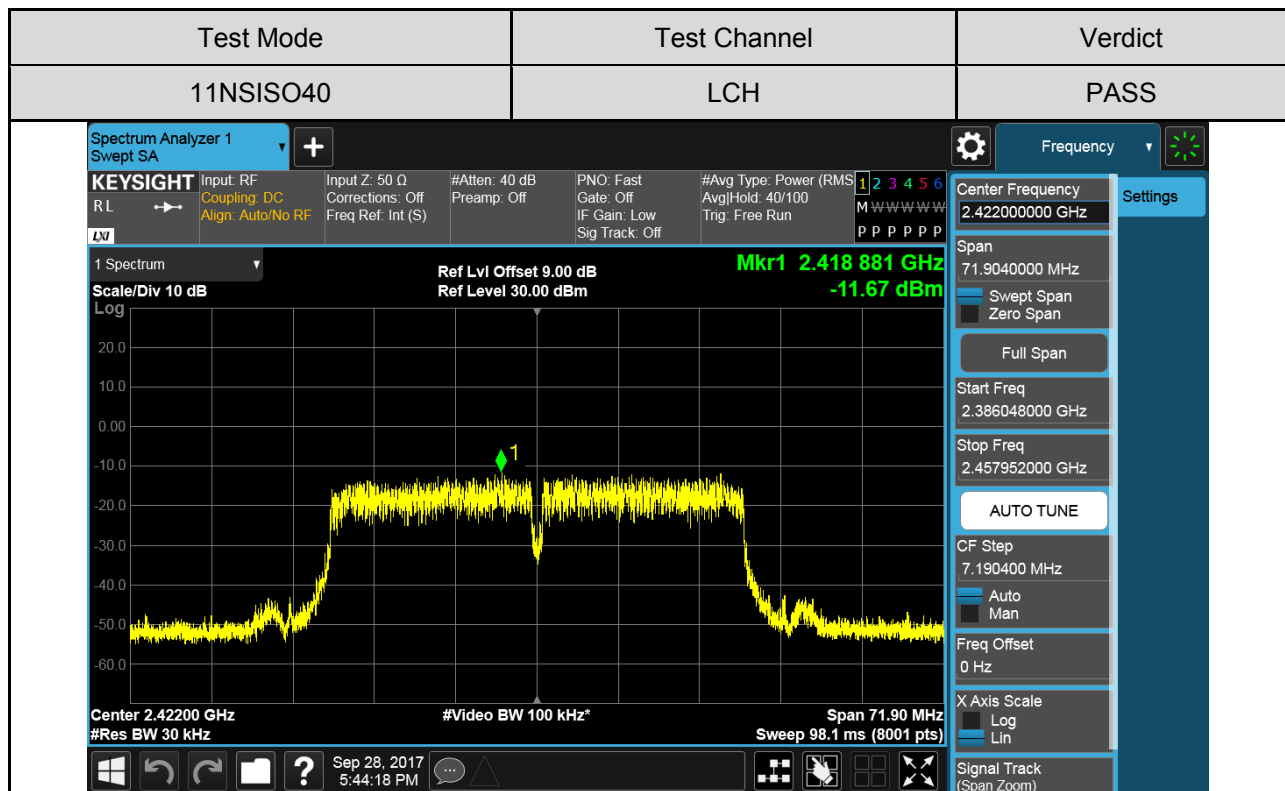 Test Mode Test Channel Verdict
11NSISO40 LCH PASS
Spectrum Analyzer 1
Swept SA
+
Frequency
KEYSIGHT Input: RF Input Z: 50 Ω #Atten: 40 dB PNO: Fast #Avg Type: Power (RMS 1 2 3 4 5 6
RL Coupling: DC Corrections: Off Preamp: Off Gate: Off Avg|Hold: 40/100 M W W W W W
Align: Auto/No RF Freq Ref: Int (S) IF Gain: Low Trig: Free Run
LXI Sig Track: Off P P P P P P
1 Spectrum
Ref Lvl Offset 9.00 dB
Mkr1 2.418 881 GHz
Scale/Div 10 dB Ref Level 30.00 dBm -11.67 dBm
Log
20.0
10.0
0.00
1
-10.0
-20.0
-30.0
-40.0
-50.0
-60.0
Center 2.42200 GHz #Video BW 100 kHz* Span 71.90 MHz
#Res BW 30 kHz Sweep 98.1 ms (8001 pts)
Center Frequency
2.422000000 GHz
Settings
Span
71.9040000 MHz
Swept Span
Zero Span
Full Span
Start Freq
2.386048000 GHz
Stop Freq
2.457952000 GHz
AUTO TUNE
CF Step
7.190400 MHz
Auto
Man
Freq Offset
0 Hz
X Axis Scale
Log
Lin
Signal Track
(Span Zoom)
? Sep 28, 2017
5:44:18 PM